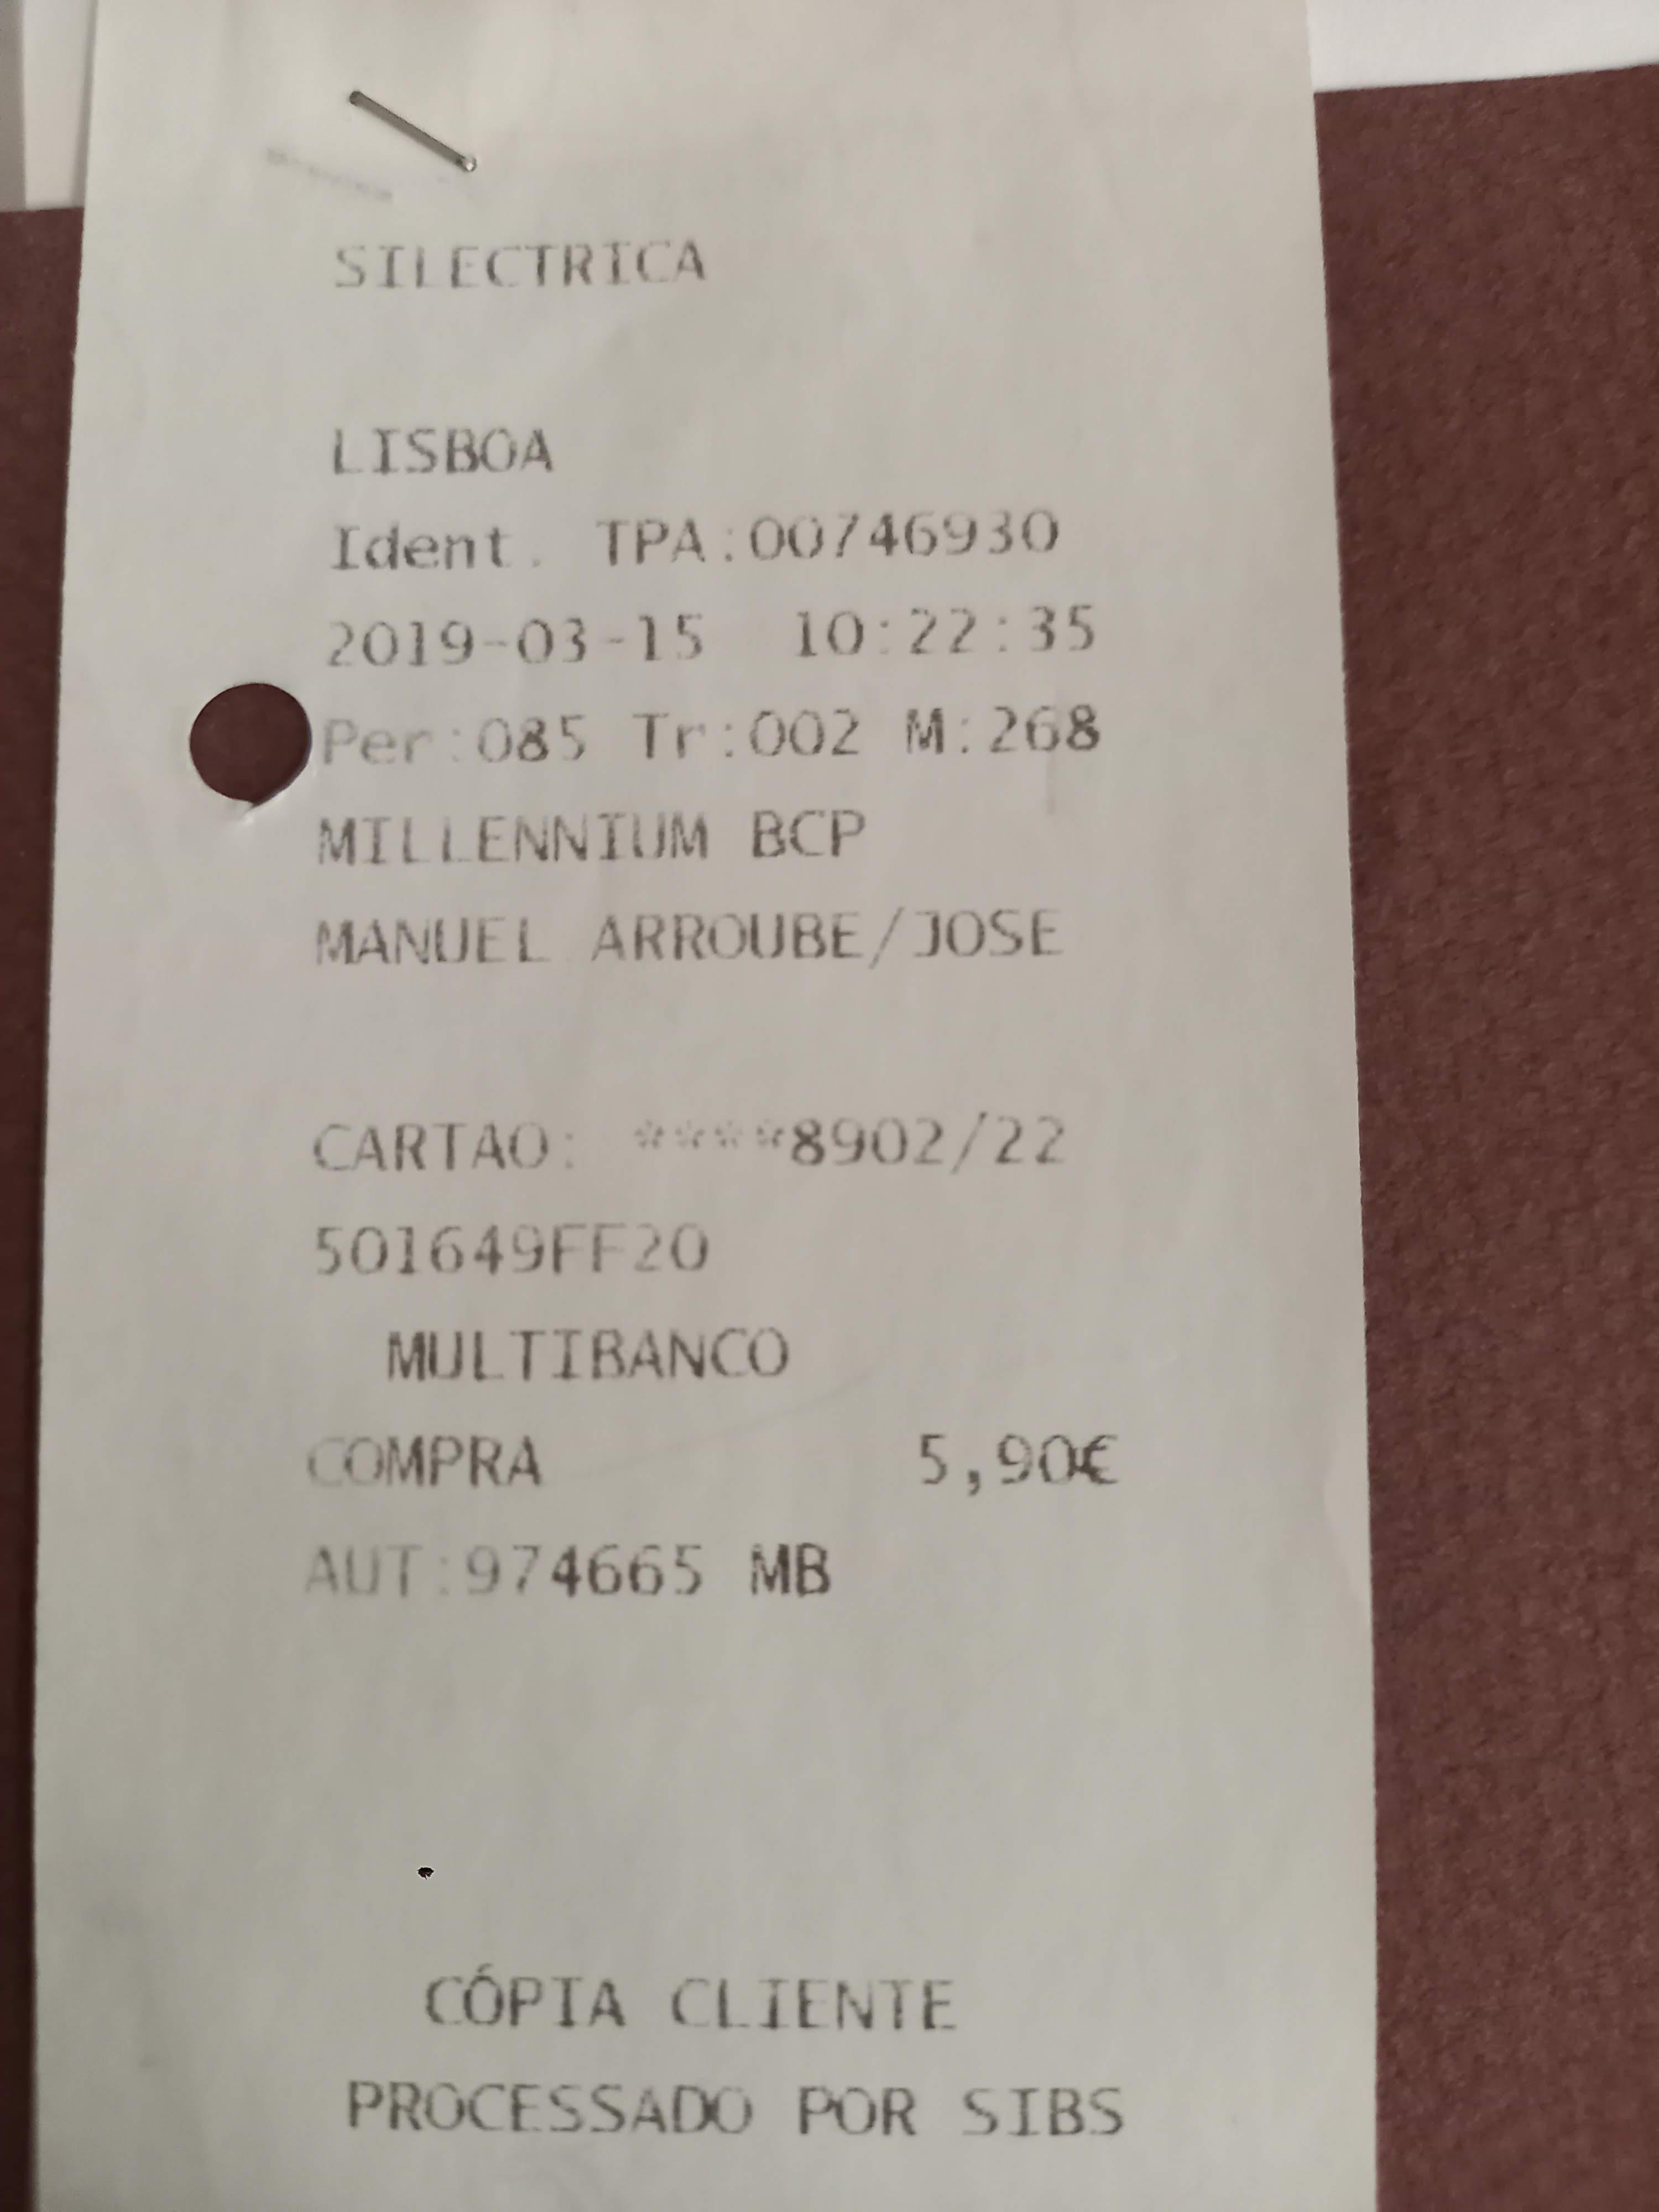 SILECTRICA
LISBOA
Ident. TPA:00746930
2019-03-15 10:22:35
Per:085 Tr:002 M:268
MILLENNIUM BCP
MANUEL ARROUBE/JOSE
CARTAO: ****8902/22
501649FF20
MULTIBANCO
COMPRA 5,90€
AUT:974665 MB
CÓPIA CLIENTE
PROCESSADO POR SIBS